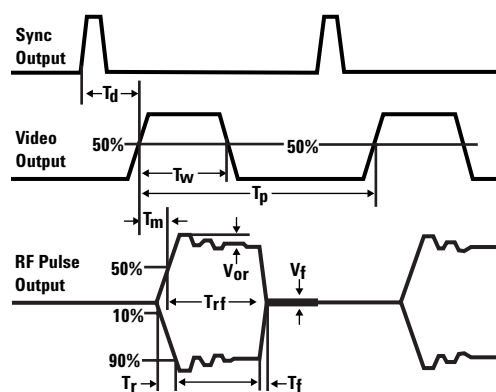 Sync
Output
Td
Video
Output
50%
50%
Tw
Tp
Tm
RF Pulse
Output
50%
Vor
Vf
Trf
10%
90%
Tr
Tf